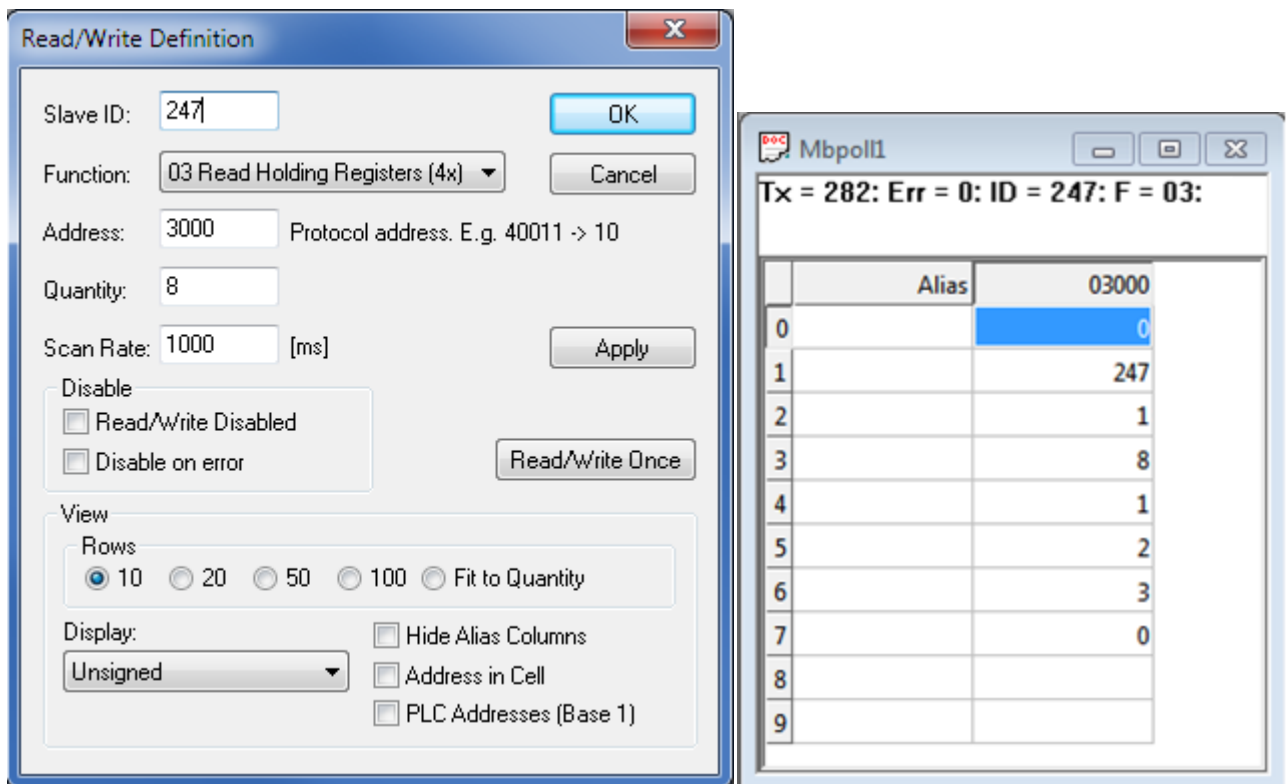 Read/Write Definition
Slave ID: 247
OK
Function: 03 Read Holding Registers (4x)
Cancel
Address: 3000 Protocol address. E.g. 40011 -> 10
Quantity: 8
Scan Rate: 1000 [ms]
Apply
Disable
Read/Write Disabled
Disable on error
Read/Write Once
View
Rows
10 20 50 100 Fit to Quantity
Display:
Unsigned
Hide Alias Columns
Address in Cell
PLC Addresses (Base 1)
DOC
Mbpoll1
Tx = 282: Err = 0: ID = 247: F = 03:
Alias 03000
0 0
1 247
2 1
3 8
4 1
5 2
6 3
7 0
8
9